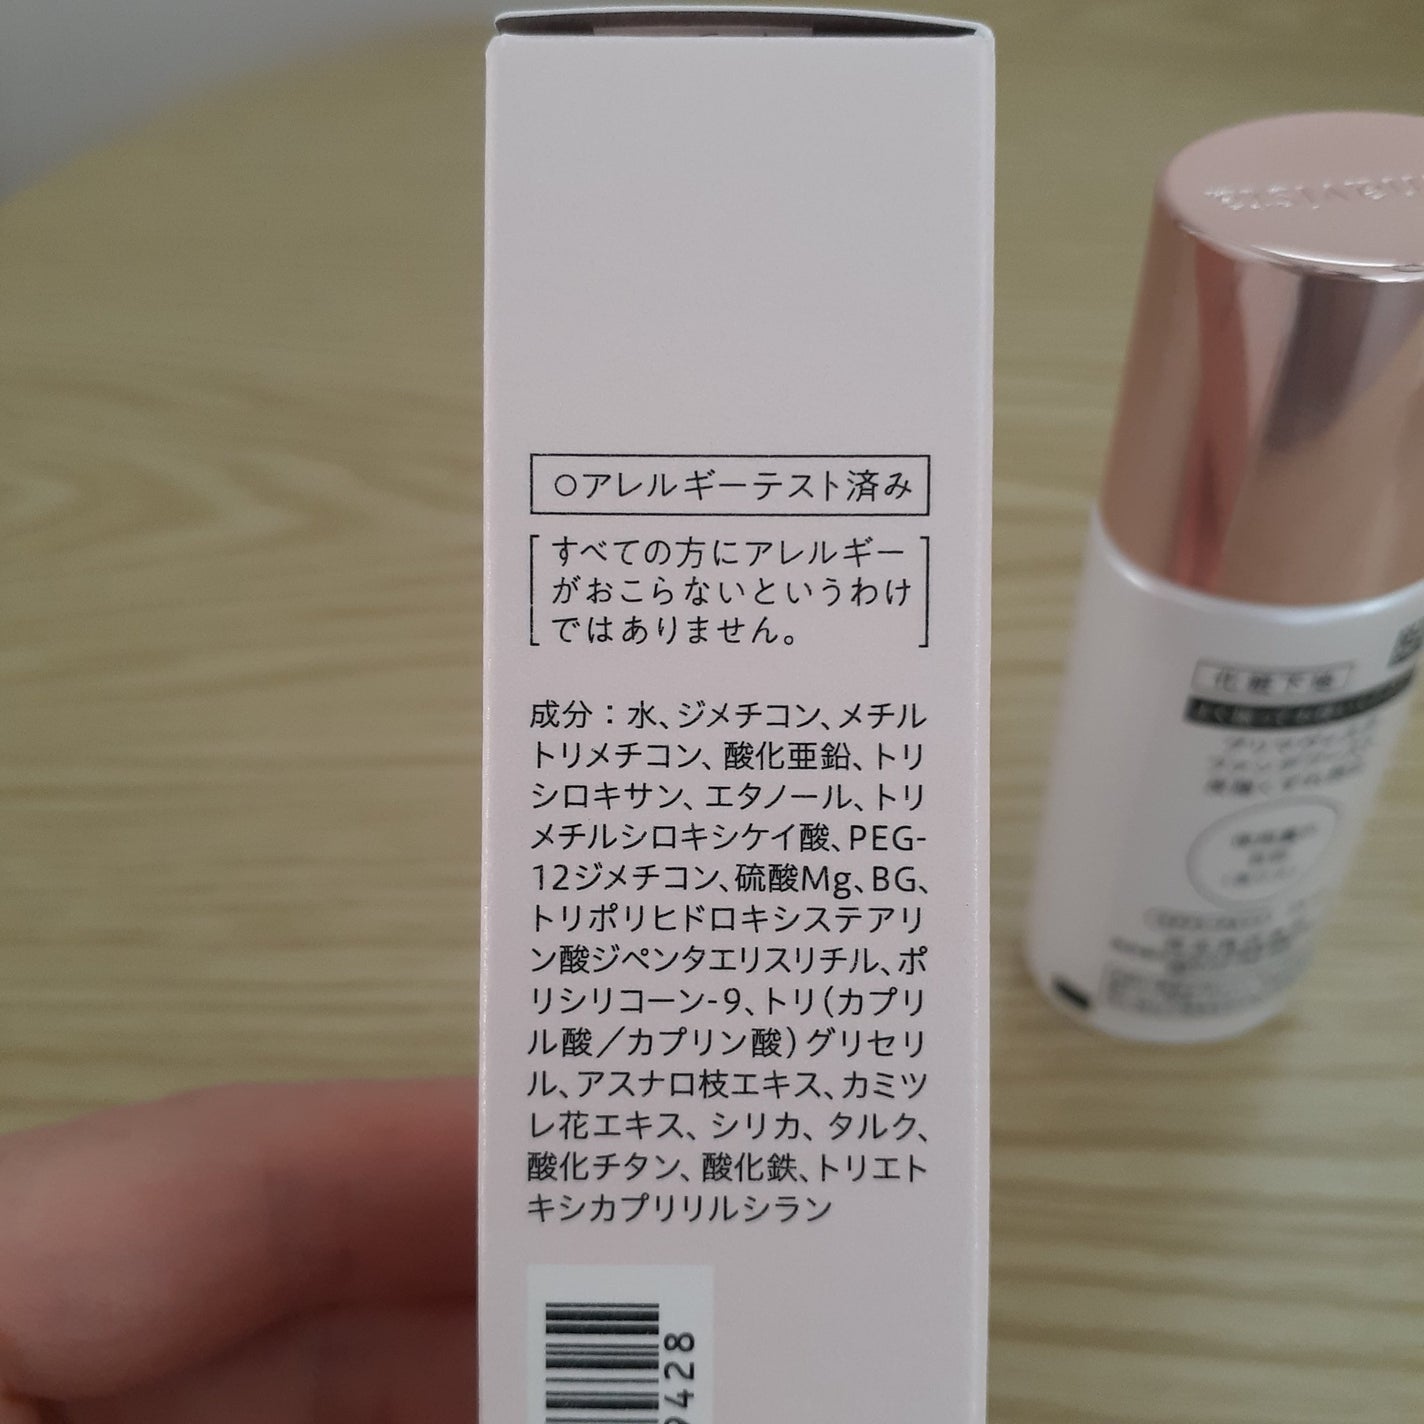 ○アレルギーテスト済み
すべての方にアレルギー
がおこらないというわけ
ではありません。
成分：水、ジメチコン、メチル
トリメチコン、酸化亜鉛、トリ
シロキサン、エタノール、トリ
メチルシロキシケイ酸、PEG-
12ジメチコン、硫酸Mg、BG、
トリポリヒドロキシステアリ
ン酸ジペンタエリスリチル、ポ
リシリコーン-9、トリ(カプリ
ル酸／カプリン酸)グリセリ
ル、アスナロ枝エキス、カミツ
レ花エキス、シリカ、タルク、
酸化チタン、酸化鉄、トリエト
キシカプリリルシラン
9428
化粧下地